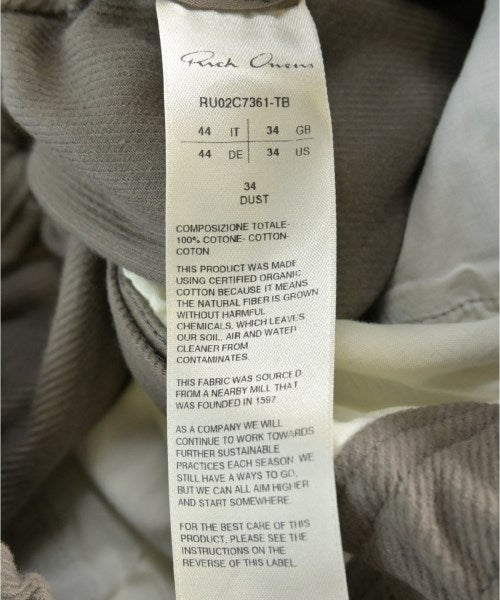 Rick Owens
RU02C7361-TB
44 IT 34 GB
44 DE 34 US
34
DUST
COMPOSIZIONE TOTALE-
100% COTONE- COTTON-
COTON
THIS PRODUCT WAS MADE
USING CERTIFIED ORGANIC
COTTON BECAUSE IT MEANS
THE NATURAL FIBER IS GROWN
WITHOUT HARMFUL
CHEMICALS, WHICH LEAVES
OUR SOIL, AIR AND WATER
CLEANER FROM
CONTAMINATES.
THIS FABRIC WAS SOURCED
FROM A NEARBY MILL THAT
WAS FOUNDED IN 1597
AS A COMPANY WE WILL
CONTINUE TO WORK TOWARDS
FURTHER SUSTAINABLE
PRACTICES EACH SEASON. WE
STILL HAVE A WAYS TO GO,
BUT WE CAN ALL AIM HIGHER
AND START SOMEWHERE.
FOR THE BEST CARE OF THIS
PRODUCT, PLEASE SEE THE
INSTRUCTIONS ON THE
REVERSE OF THIS LABEL.